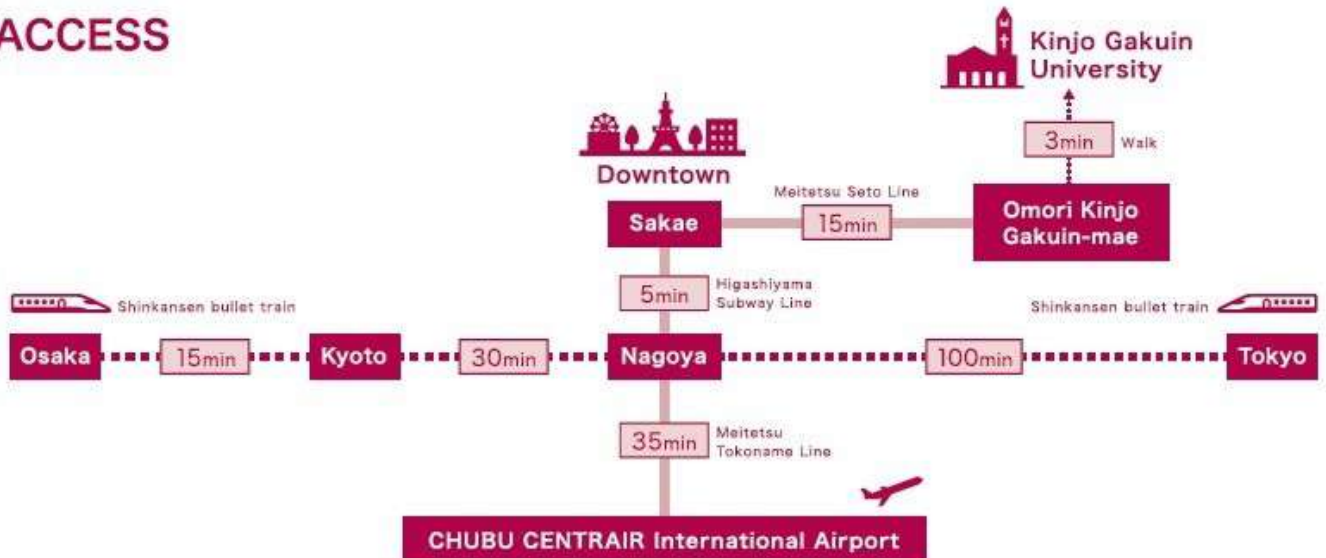 ACCESS
Kinjo Gakuin
University
3min Walk
Downtown
Meitetsu Seto Line
Sakae
15min
Omori Kinjo
Gakuin-mae
5min
Higashiyama
Subway Line
Shinkansen bullet train
Shinkansen bullet train
Osaka 15min Kyoto 30min Nagoya 100min Tokyo
35min
Meitetsu
Tokoname Line
CHUBU CENTRAIR International Airport